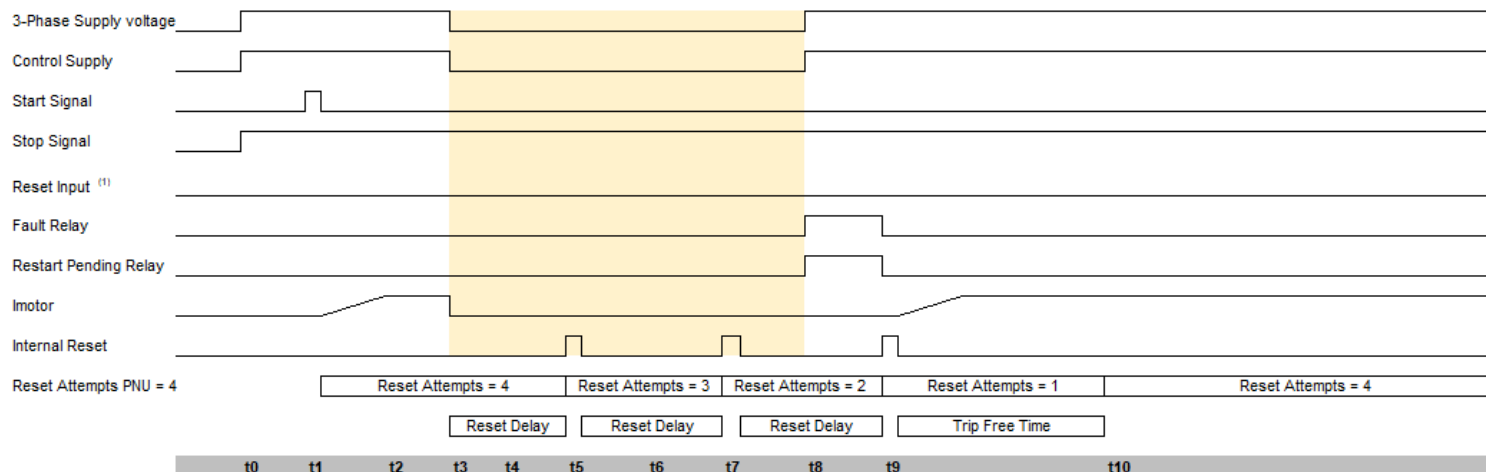 3-Phase Supply voltage
Control Supply
Start Signal
Stop Signal
Reset Input (1)
Fault Relay
Restart Pending Relay
Imotor
Internal Reset
Reset Attempts PNU = 4 Reset Attempts = 4 Reset Attempts = 3 Reset Attempts = 2 Reset Attempts = 1 Reset Attempts = 4
Reset Delay Reset Delay Reset Delay Trip Free Time
t0 t1 t2 t3 t4 t5 t6 t7 t8 t9 t10